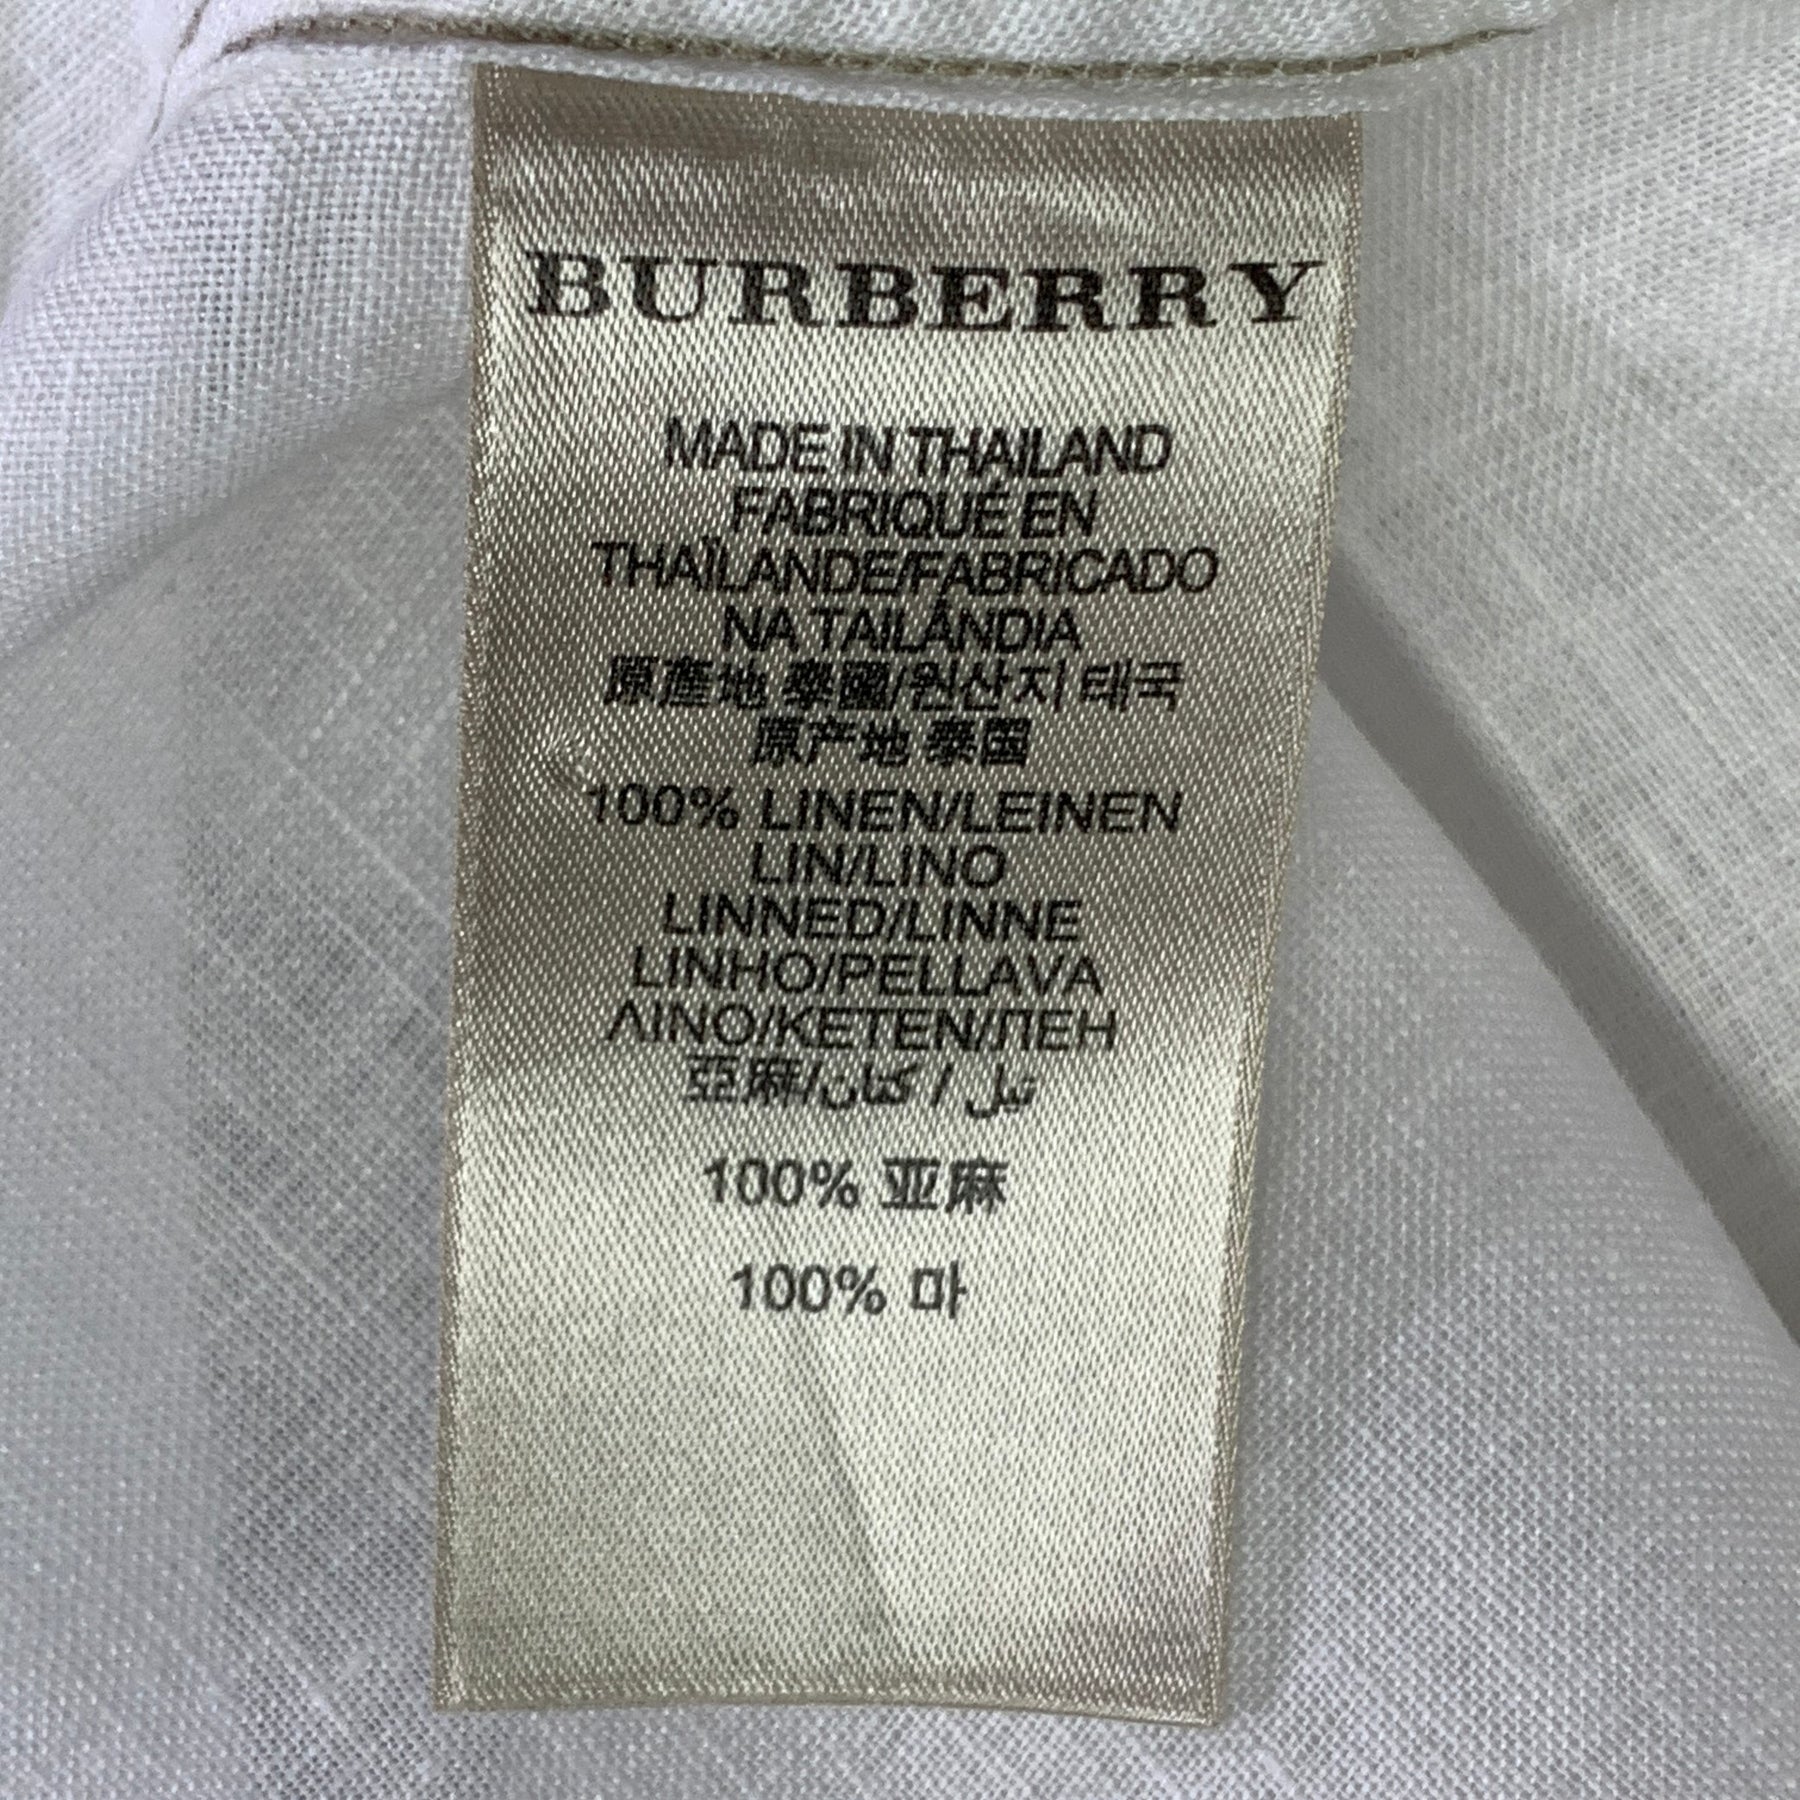 BURBERRY
MADE IN THAILAND
FABRIQUÉ EN
THAÏLANDE/FABRICADO
NA TAILÂNDIA
原產地 泰國/원산지 태국
原产地 泰国
100% LINEN/LEINEN
LIN/LINO
LINNED/LINNE
LINHO/PELLAVA
ΛΙΝΟ/KETEN/ЛЕН
亞麻/كتان / تيل
100% 亚麻
100% 마